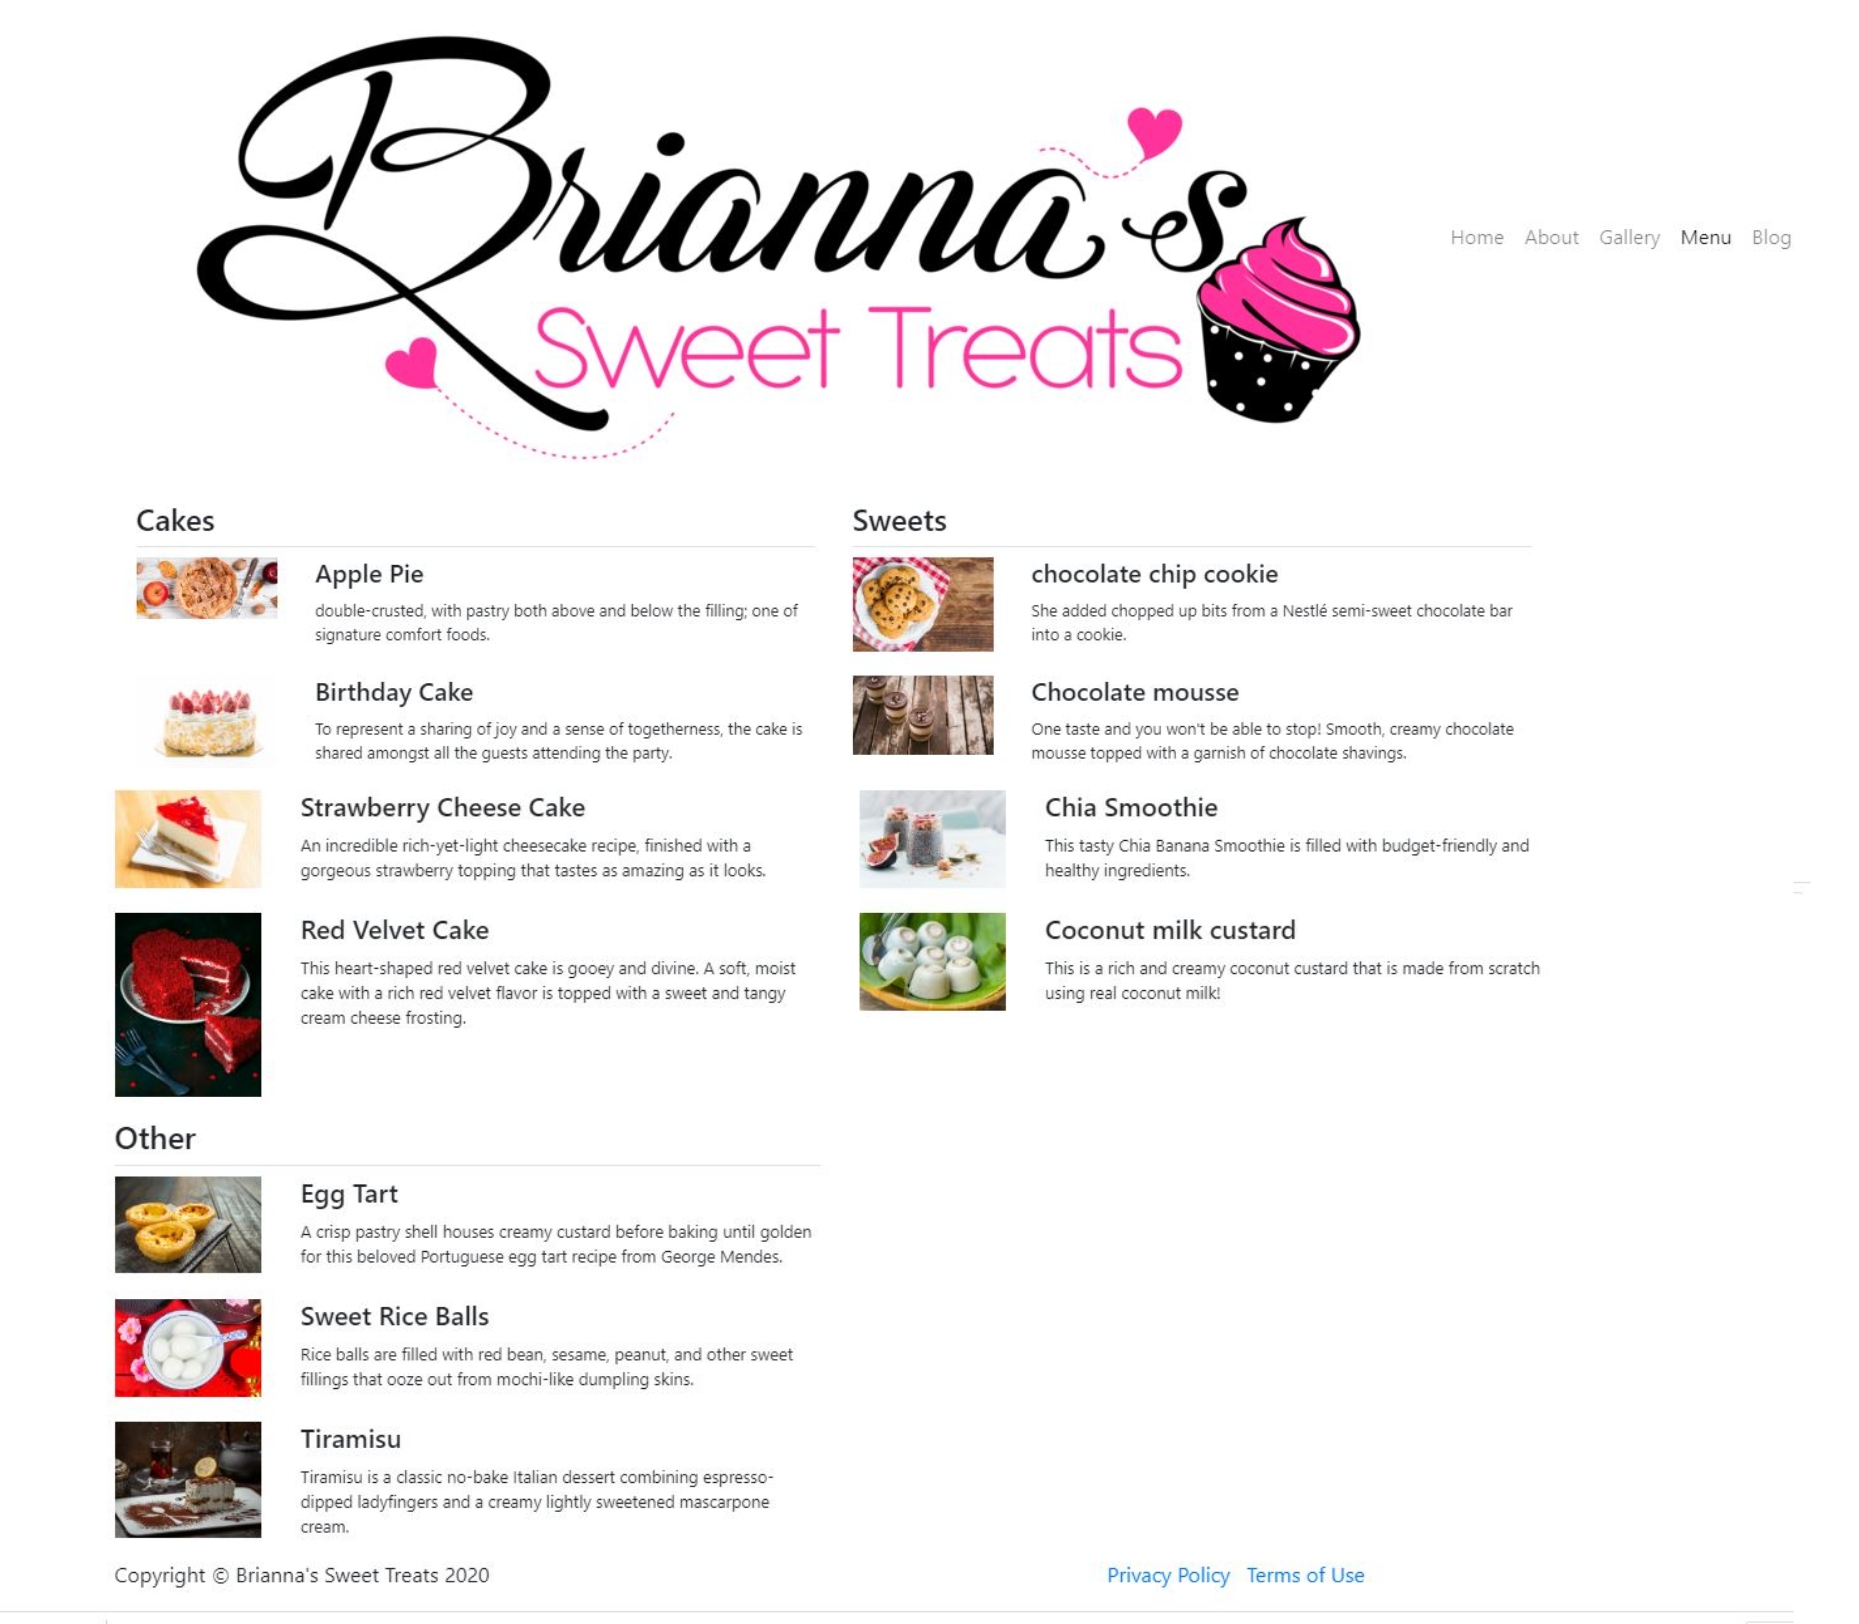 Brianna's
Sweet Treats
Home About Gallery Menu Blog
Cakes
Apple Pie
double-crusted, with pastry both above and below the filling; one of
signature comfort foods.
Birthday Cake
To represent a sharing of joy and a sense of togetherness, the cake is
shared amongst all the guests attending the party.
Strawberry Cheese Cake
An incredible rich-yet-light cheesecake recipe, finished with a
gorgeous strawberry topping that tastes as amazing as it looks.
Red Velvet Cake
This heart-shaped red velvet cake is gooey and divine. A soft, moist
cake with a rich red velvet flavor is topped with a sweet and tangy
cream cheese frosting.
Sweets
chocolate chip cookie
She added chopped up bits from a Nestlé semi-sweet chocolate bar
into a cookie.
Chocolate mousse
One taste and you won't be able to stop! Smooth, creamy chocolate
mousse topped with a garnish of chocolate shavings.
Chia Smoothie
This tasty Chia Banana Smoothie is filled with budget-friendly and
healthy ingredients.
Coconut milk custard
This is a rich and creamy coconut custard that is made from scratch
using real coconut milk!
Other
Egg Tart
A crisp pastry shell houses creamy custard before baking until golden
for this beloved Portuguese egg tart recipe from George Mendes.
Sweet Rice Balls
Rice balls are filled with red bean, sesame, peanut, and other sweet
fillings that ooze out from mochi-like dumpling skins.
Tiramisu
Tiramisu is a classic no-bake Italian dessert combining espresso-
dipped ladyfingers and a creamy lightly sweetened mascarpone
cream.
Copyright © Brianna's Sweet Treats 2020
Privacy Policy Terms of Use